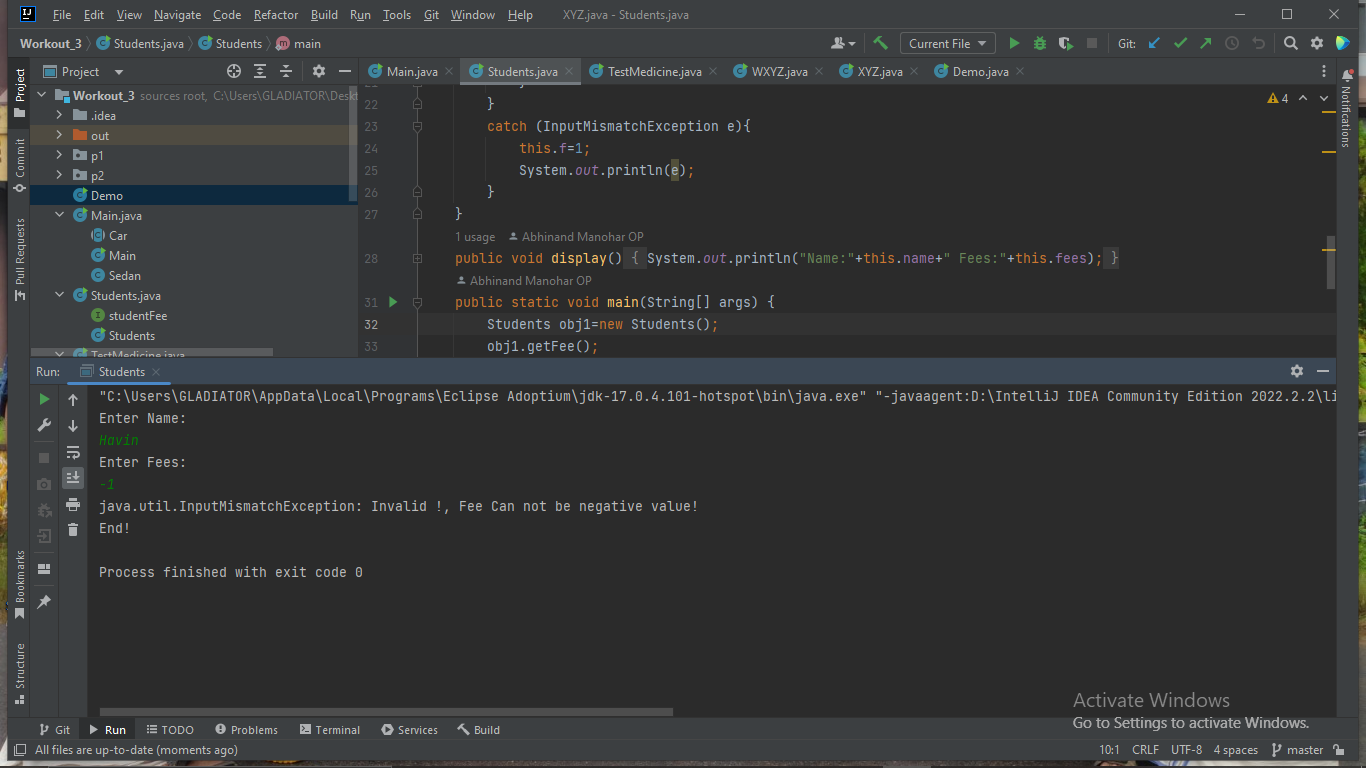 File Edit View Navigate Code Refactor Build Run Tools Git Window Help XYZ.java - Students.java
Workout_3 Students.java Students main Current File Git:
Project
Main.java Students.java TestMedicine.java WXYZ.java XYZ.java Demo.java
Workout_3 sources root, C:\Users\GLADIATOR\Deskt
.idea
out
p1
p2
Demo
Main.java
Car
Main
Sedan
Students.java
studentFee
Students
TestMedicine.java
4
22 }
23 catch (InputMismatchException e){
24 this.f=1;
25 System.out.println(e);
26 }
27 }
1 usage Abhinand Manohar OP
28 public void display() { System.out.println("Name:"+this.name+" Fees:"+this.fees); }
Abhinand Manohar OP
31 public static void main(String[] args) {
32 Students obj1=new Students();
33 obj1.getFee();
Project
Commit
Pull Requests
Bookmarks
Structure
Notifications
Run: Students
"C:\Users\GLADIATOR\AppData\Local\Programs\Eclipse Adoptium\jdk-17.0.4.101-hotspot\bin\java.exe" "-javaagent:D:\IntelliJ IDEA Community Edition 2022.2.2\li
Enter Name:
Havin
Enter Fees:
-1
java.util.InputMismatchException: Invalid !, Fee Can not be negative value!
End!
Process finished with exit code 0
Activate Windows
Go to Settings to activate Windows.
Git Run TODO Problems Terminal Services Build
All files are up-to-date (moments ago) 10:1 CRLF UTF-8 4 spaces master